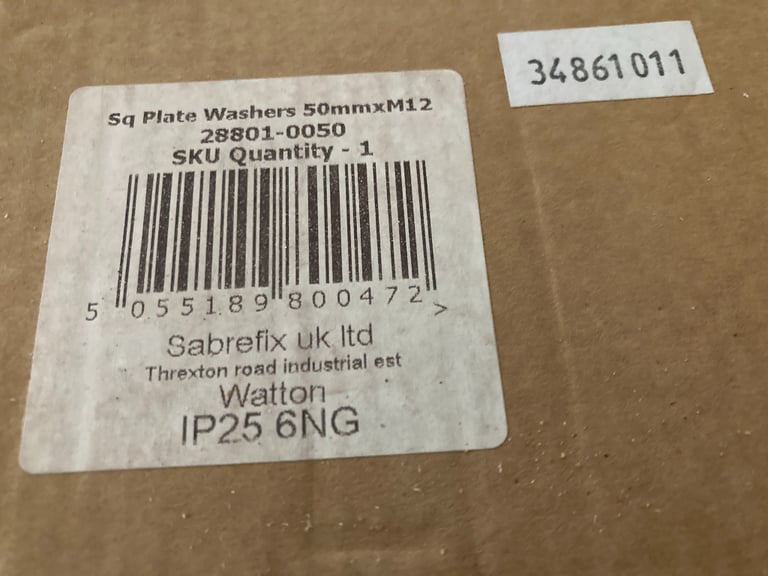 34861011
Sq Plate Washers 50mmxM12
28801-0050
SKU Quantity - 1
5 055189 800472 >
Sabrefix uk ltd
Threxton road industrial est
Watton
IP25 6NG